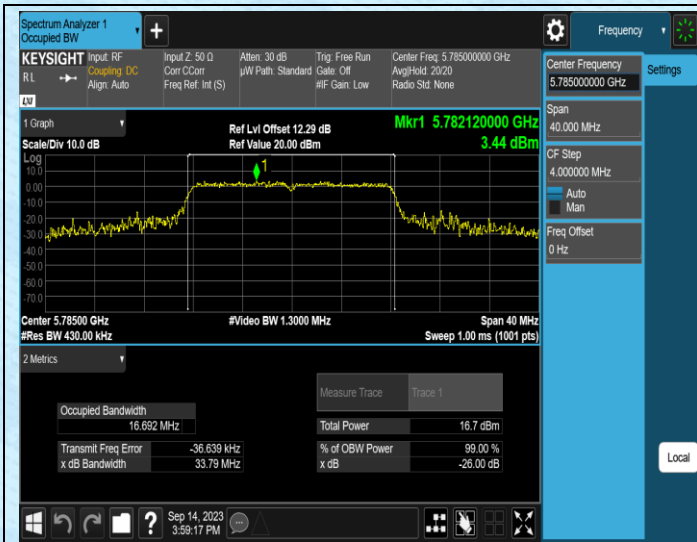 Spectrum Analyzer 1
Occupied BW
+
Frequency
KEYSIGHT
R L
LXI
Input: RF
Coupling: DC
Align: Auto
Input Z: 50 Ω
Corr CCorr
Freq Ref: Int (S)
Atten: 30 dB
µW Path: Standard
Trig: Free Run
Gate: Off
#IF Gain: Low
Center Freq: 5.785000000 GHz
Avg|Hold: 20/20
Radio Std: None
Center Frequency
5.785000000 GHz
Settings
Span
40.000 MHz
CF Step
4.000000 MHz
Auto
Man
Freq Offset
0 Hz
Local
1 Graph
Scale/Div 10.0 dB
Ref Lvl Offset 12.29 dB
Ref Value 20.00 dBm
Mkr1 5.782120000 GHz
3.44 dBm
Log
10.0
0.00
-10.0
-20.0
-30.0
-40.0
-50.0
-60.0
-70.0
1
Center 5.78500 GHz
#Res BW 430.00 kHz
#Video BW 1.3000 MHz
Span 40 MHz
Sweep 1.00 ms (1001 pts)
2 Metrics
Measure Trace
Trace 1
Occupied Bandwidth
16.692 MHz
Total Power
16.7 dBm
Transmit Freq Error
-36.639 kHz
% of OBW Power
99.00 %
x dB Bandwidth
33.79 MHz
x dB
-26.00 dB
?
Sep 14, 2023
3:59:17 PM